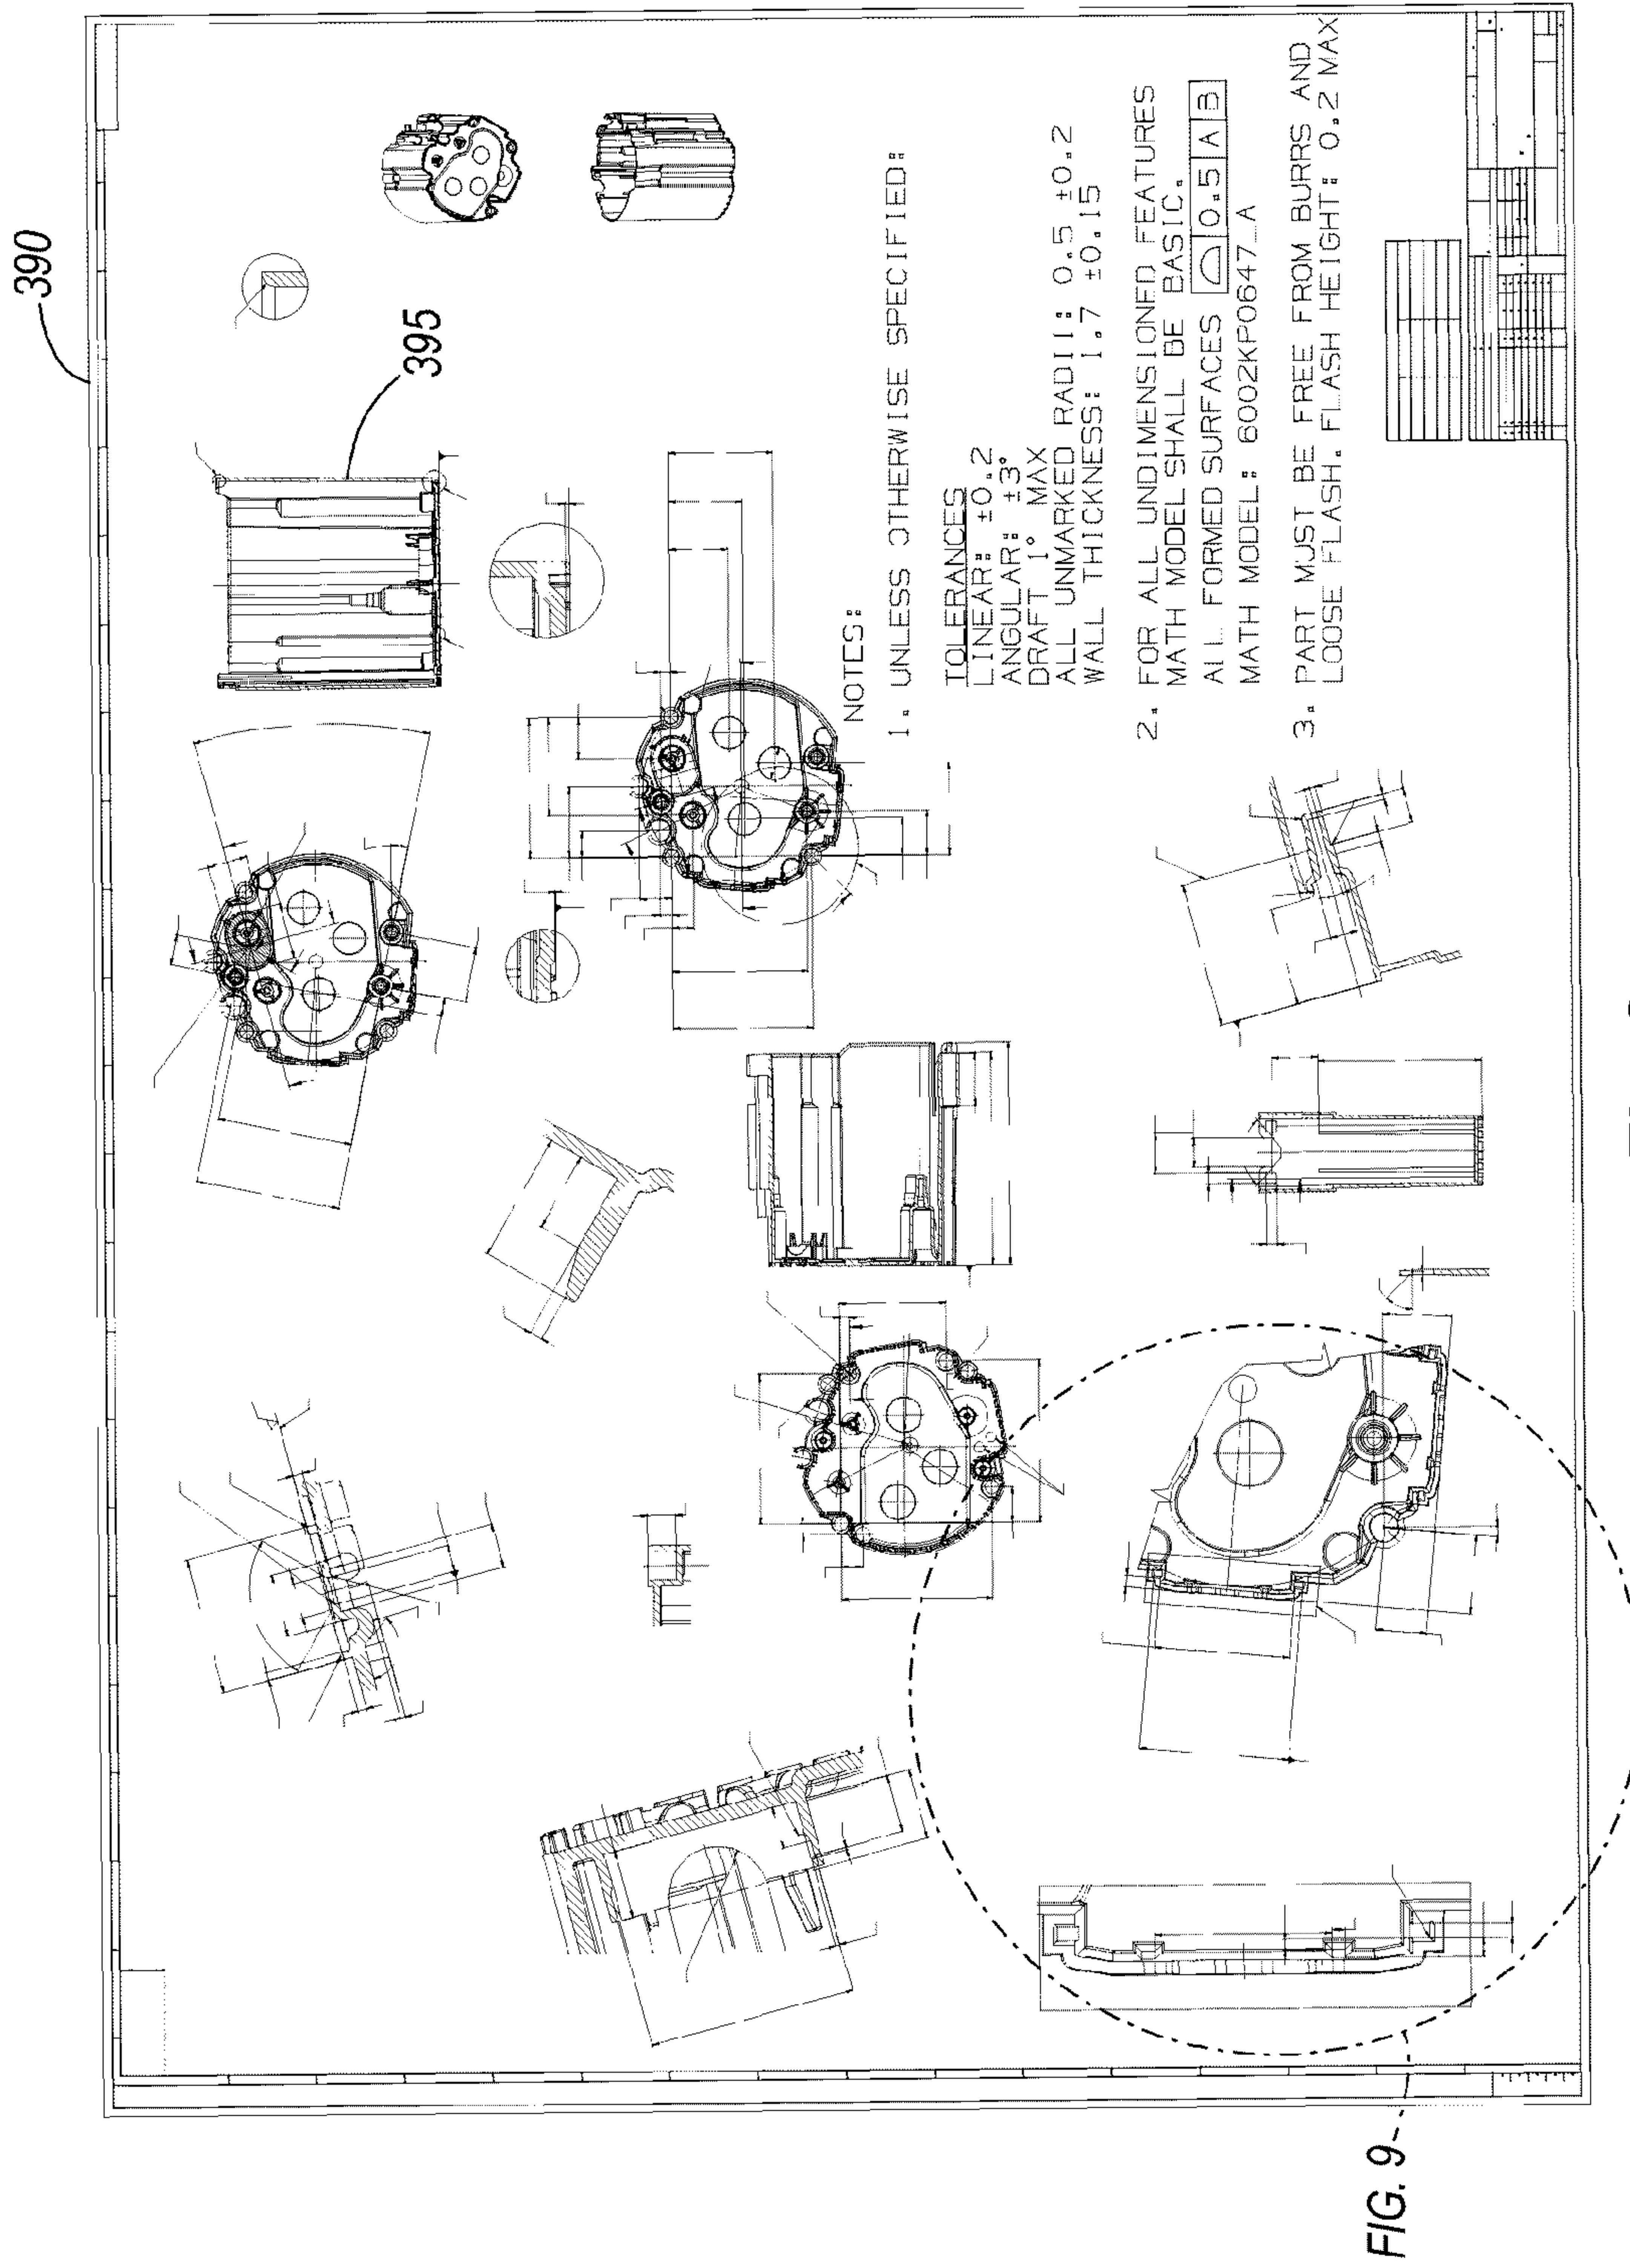 390
395
NOTES:
1. UNLESS OTHERWISE SPECIFIED:
TOLERANCES
LINEAR: ±0.2
ANGULAR: ±3°
DRAFT 1° MAX
ALL UNMARKED RADII: 0.5 ±0.2
WALL THICKNESS: 1.7 ±0.15
2. FOR ALL UNDIMENSIONED FEATURES
MATH MODEL SHALL BE BASIC.
ALL FORMED SURFACES ⌓ 0.5 A B
MATH MODEL: 6002KP0647_A
3. PART MUST BE FREE FROM BURRS AND
LOOSE FLASH. FLASH HEIGHT: 0.2 MAX
FIG. 9